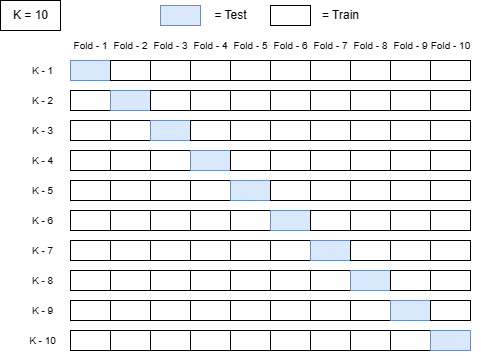 K = 10
= Test
= Train
Fold - 1 Fold - 2 Fold - 3 Fold - 4 Fold - 5 Fold - 6 Fold - 7 Fold - 8 Fold - 9 Fold - 10
K - 1
K - 2
K - 3
K - 4
K - 5
K - 6
K - 7
K - 8
K - 9
K - 10